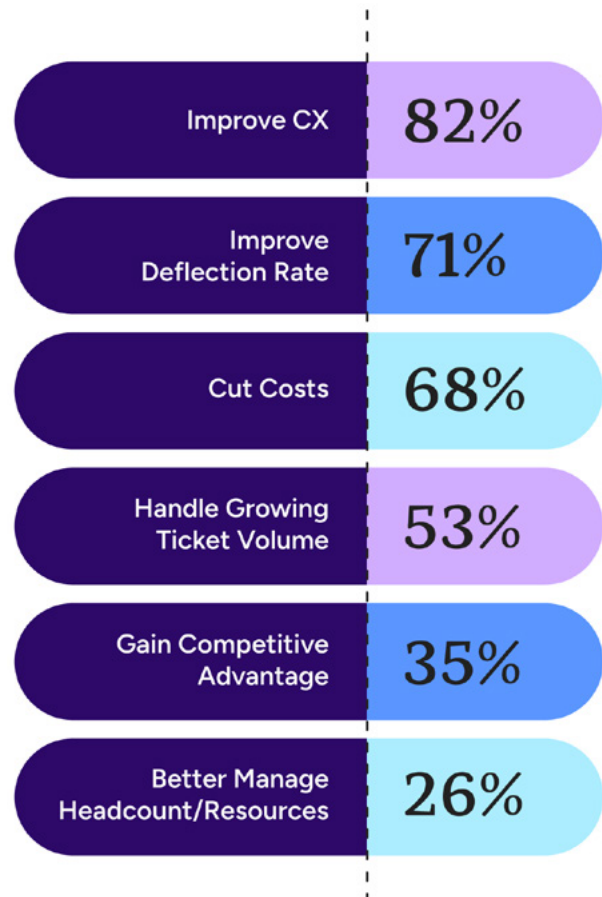 Improve CX
82%
Improve
Deflection Rate
71%
Cut Costs
68%
Handle Growing
Ticket Volume
53%
Gain Competitive
Advantage
35%
Better Manage
Headcount/Resources
26%